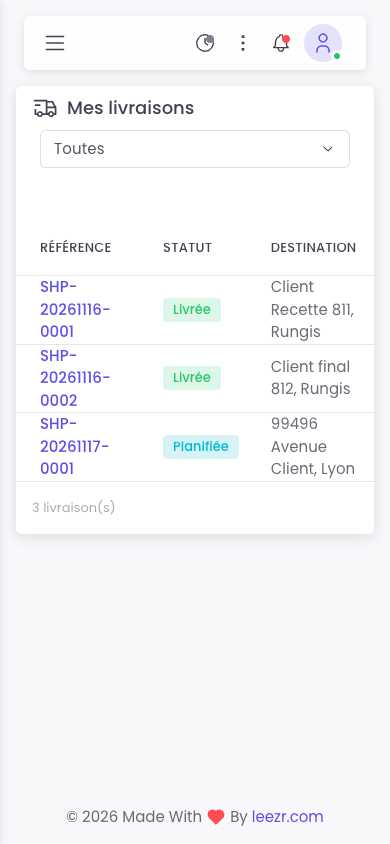 Mes livraisons
Toutes
RÉFÉRENCE STATUT DESTINATION
SHP-
20261116-
0001
Livrée
Client
Recette 811,
Rungis
SHP-
20261116-
0002
Livrée
Client final
812, Rungis
SHP-
20261117-
0001
Planifiée
99496
Avenue
Client, Lyon
3 livraison(s)
© 2026 Made With By leezr.com